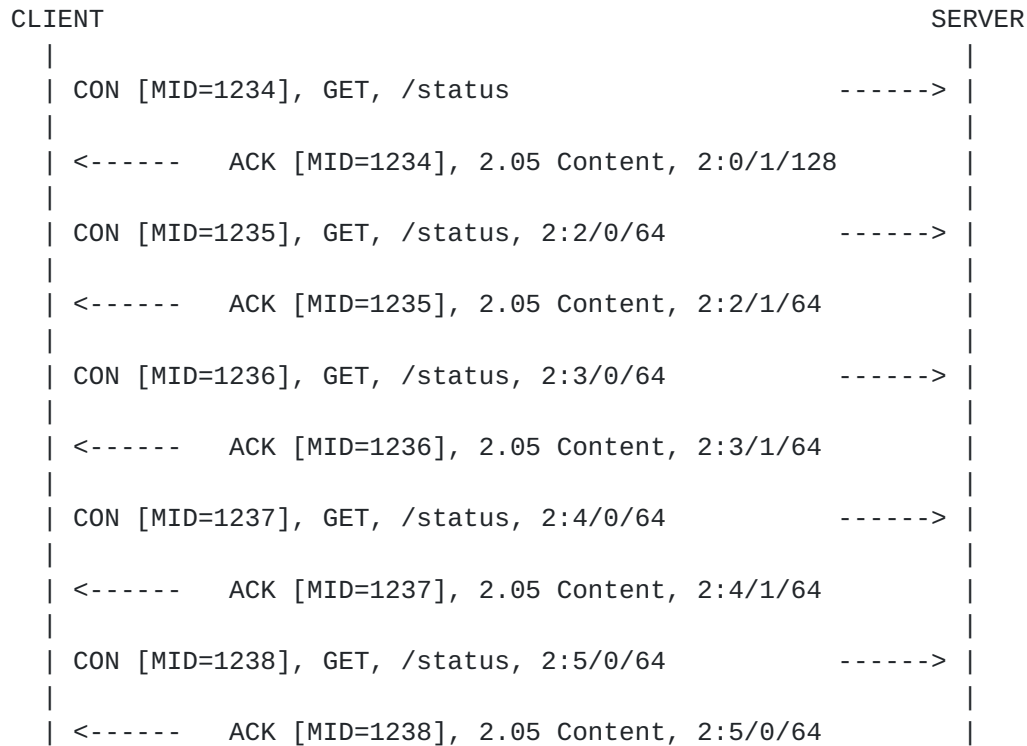 CLIENT                                                     SERVER
  |                                                          |
  | CON [MID=1234], GET, /status                     ------> |
  |                                                          |
  | <------   ACK [MID=1234], 2.05 Content, 2:0/1/128        |
  |                                                          |
  | CON [MID=1235], GET, /status, 2:2/0/64           ------> |
  |                                                          |
  | <------   ACK [MID=1235], 2.05 Content, 2:2/1/64         |
  |                                                          |
  | CON [MID=1236], GET, /status, 2:3/0/64           ------> |
  |                                                          |
  | <------   ACK [MID=1236], 2.05 Content, 2:3/1/64         |
  |                                                          |
  | CON [MID=1237], GET, /status, 2:4/0/64           ------> |
  |                                                          |
  | <------   ACK [MID=1237], 2.05 Content, 2:4/1/64         |
  |                                                          |
  | CON [MID=1238], GET, /status, 2:5/0/64           ------> |
  |                                                          |
  | <------   ACK [MID=1238], 2.05 Content, 2:5/0/64         |